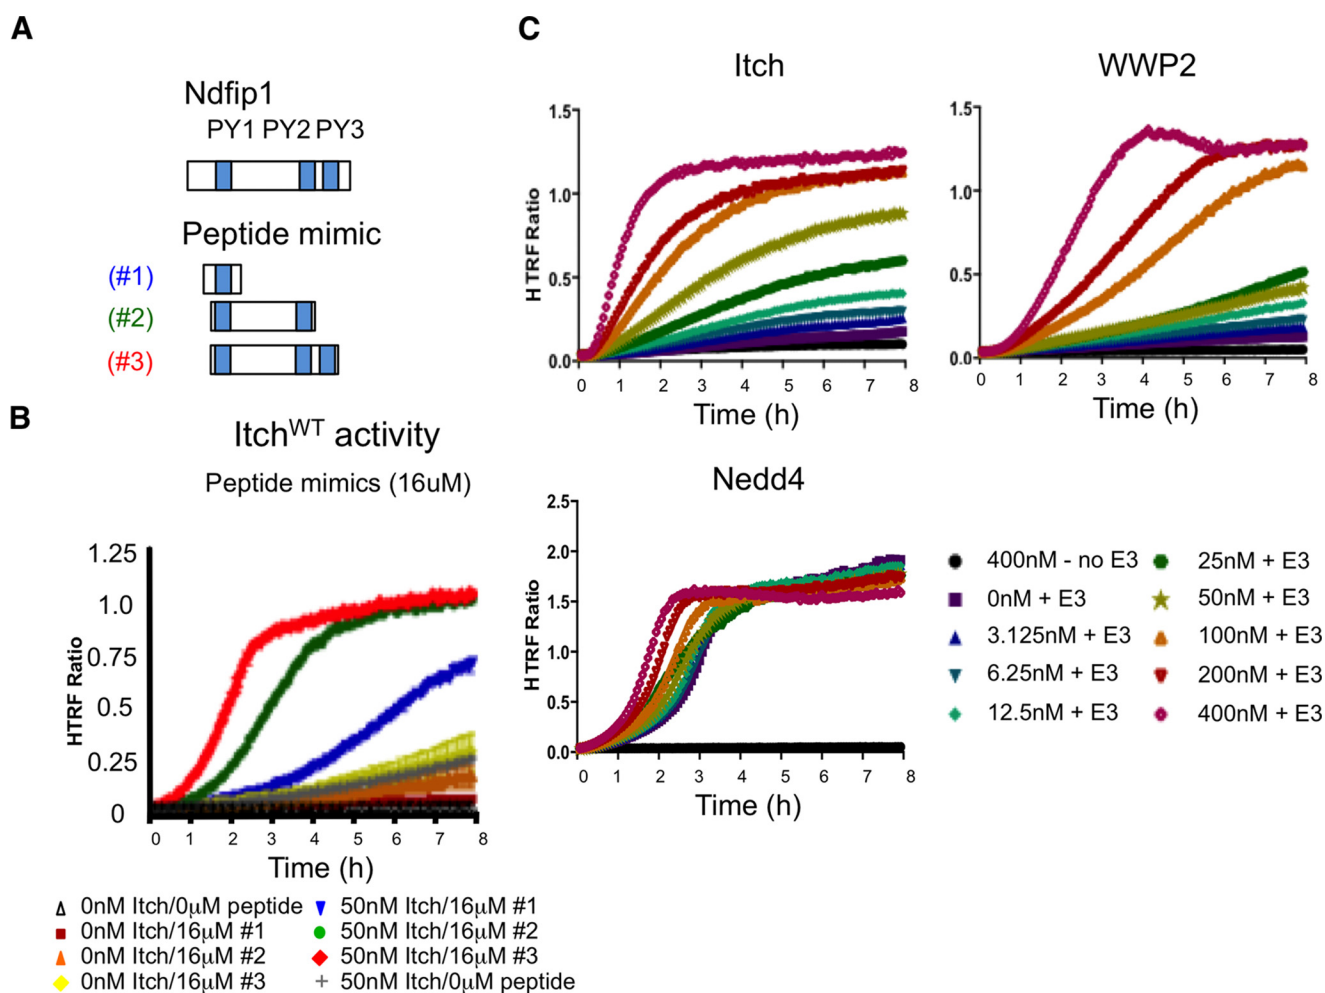 A
Ndfip1
PY1 PY2 PY3
Peptide mimic
(#1)
(#2)
(#3)
B
Itch^WT activity
Peptide mimics (16uM)
HTRF Ratio
1.25
1.0
0.75
0.5
0.25
0
0 1 2 3 4 5 6 7 8
Time (h)
0nM Itch/0µM peptide
0nM Itch/16µM #1
0nM Itch/16µM #2
0nM Itch/16µM #3
50nM Itch/16µM #1
50nM Itch/16µM #2
50nM Itch/16µM #3
50nM Itch/0µM peptide
C
Itch
HTRF Ratio
1.5
1.0
0.5
0.0
0 1 2 3 4 5 6 7 8
Time (h)
WWP2
1.5
1.0
0.5
0.0
0 1 2 3 4 5 6 7 8
Time (h)
Nedd4
HTRF Ratio
2.5
2.0
1.5
1.0
0.5
0.0
0 1 2 3 4 5 6 7 8
Time (h)
400nM - no E3
0nM + E3
3.125nM + E3
6.25nM + E3
12.5nM + E3
25nM + E3
50nM + E3
100nM + E3
200nM + E3
400nM + E3